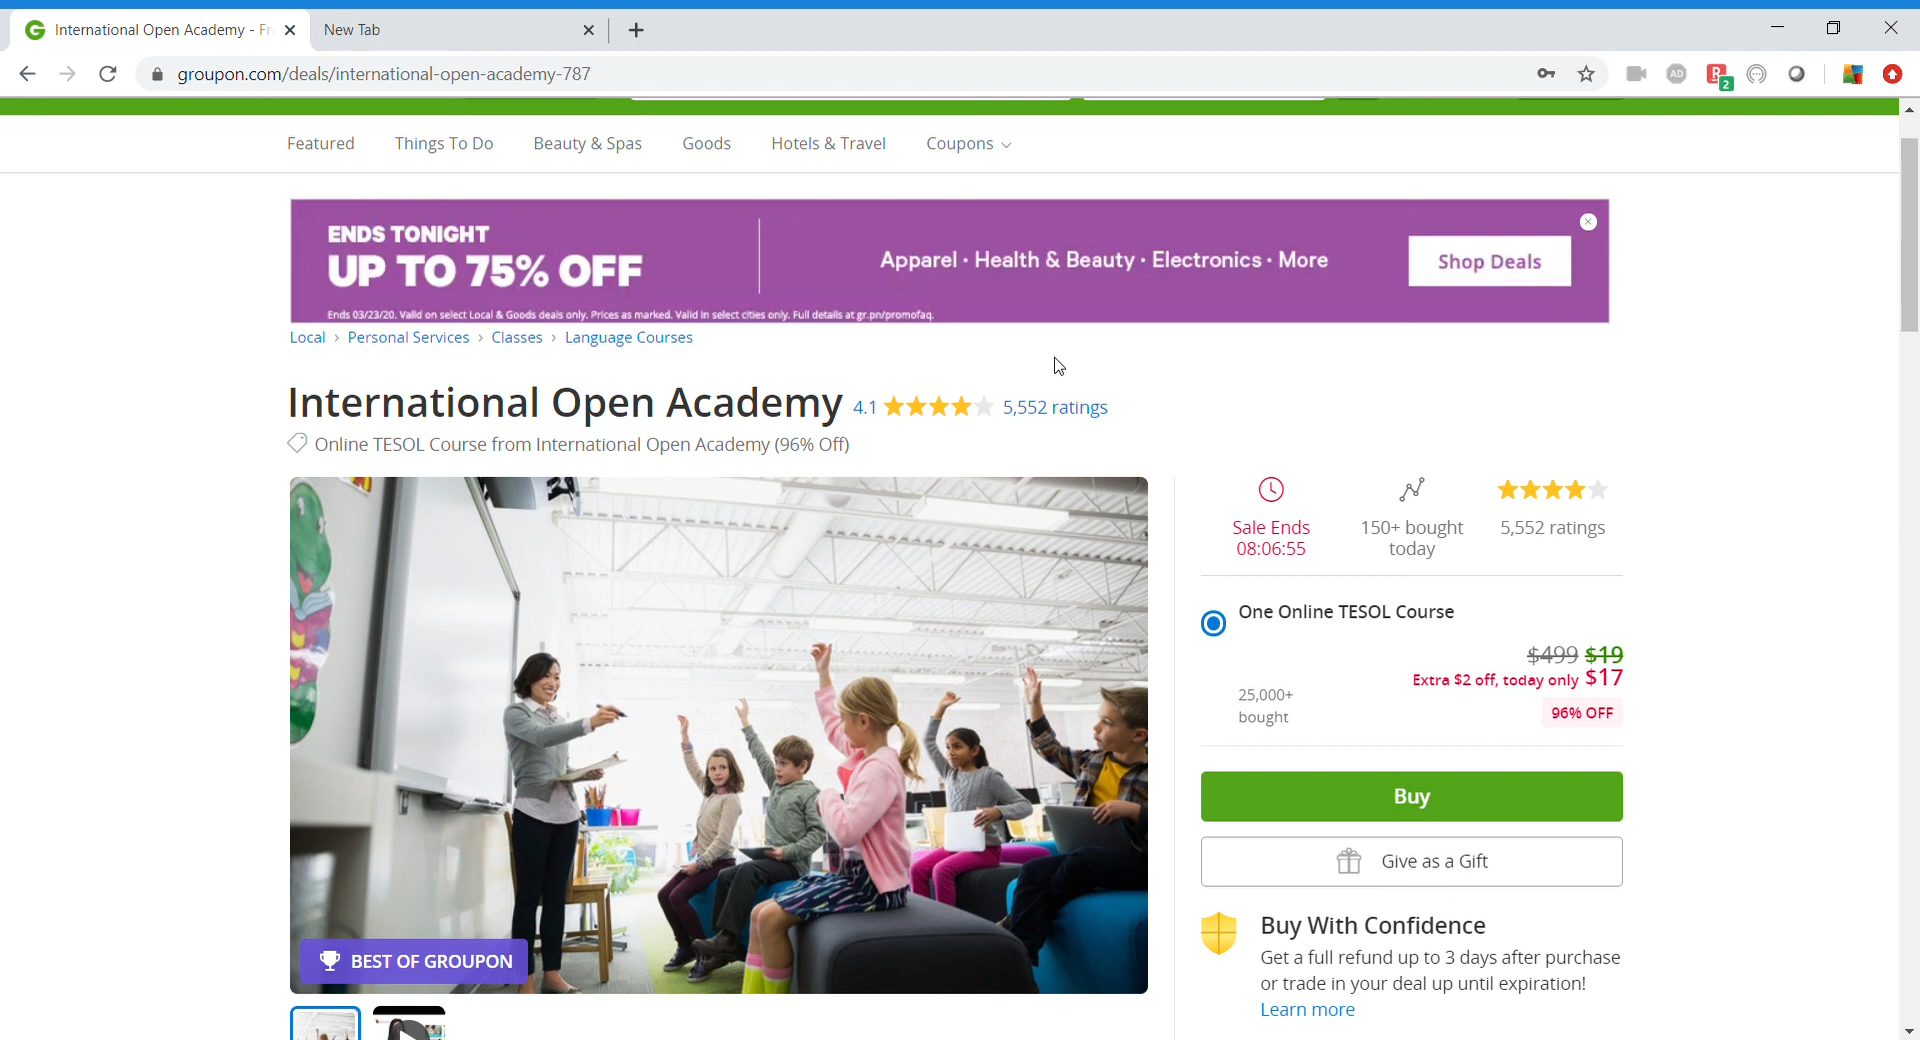 International Open Academy - Fr
New Tab
groupon.com/deals/international-open-academy-787
AD
2
Featured
Things To Do
Beauty & Spas
Goods
Hotels & Travel
Coupons
ENDS TONIGHT
UP TO 75% OFF
Apparel · Health & Beauty · Electronics · More
Shop Deals
Ends 03/23/20. Valid on select Local & Goods deals only. Prices as marked. Valid in select cities only. Full details at gr.pn/promofaq.
Local › Personal Services › Classes › Language Courses
International Open Academy 4.1 5,552 ratings
Online TESOL Course from International Open Academy (96% Off)
BEST OF GROUPON
Sale Ends
08:06:55
150+ bought
today
5,552 ratings
One Online TESOL Course
$499 $19
Extra $2 off, today only $17
25,000+
bought
96% OFF
Buy
Give as a Gift
Buy With Confidence
Get a full refund up to 3 days after purchase
or trade in your deal up until expiration!
Learn more